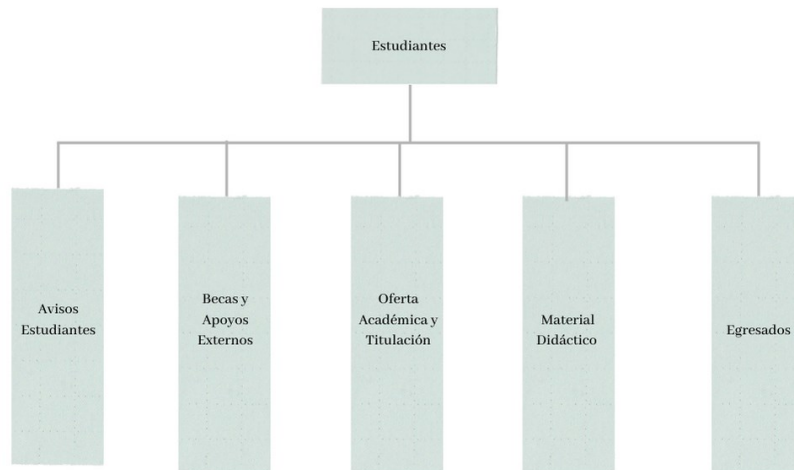 Estudiantes
Avisos
Estudiantes
Becas y
Apoyos
Externos
Oferta
Académica y
Titulación
Material
Didáctico
Egresados